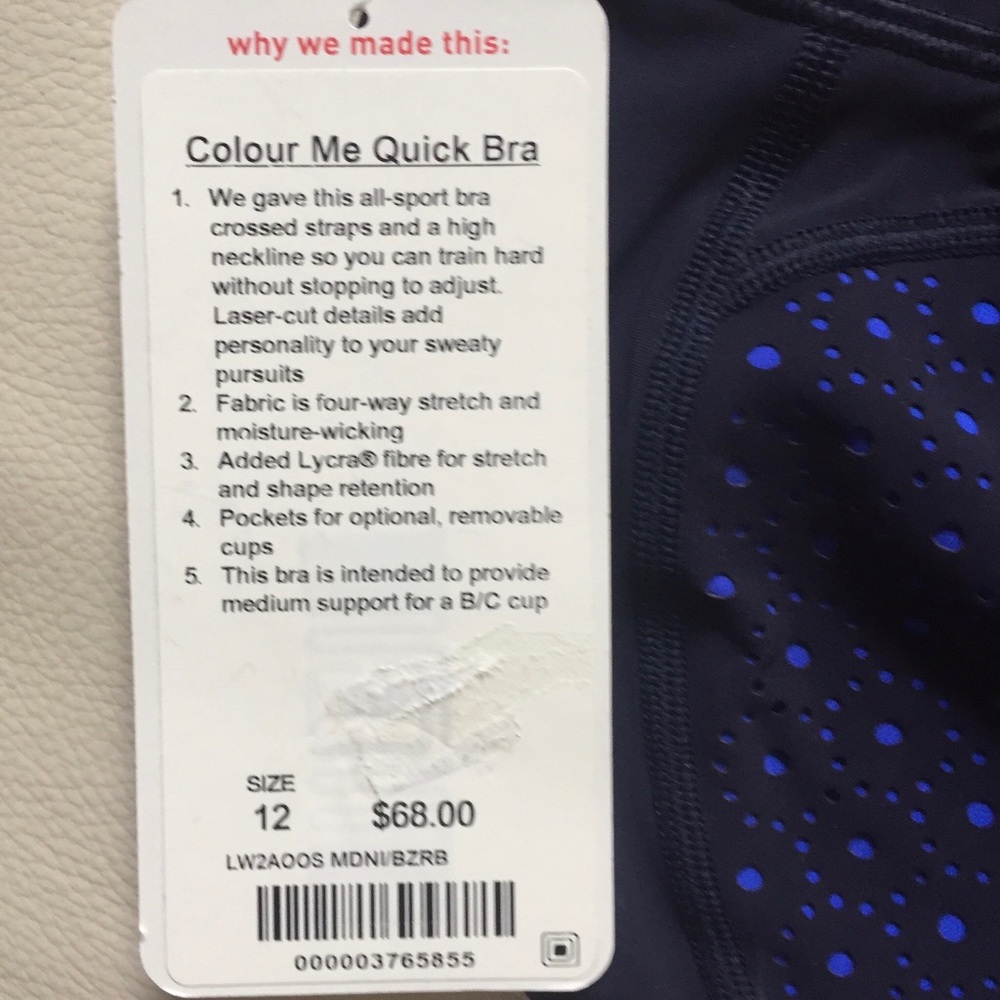 why we made this:
Colour Me Quick Bra
1. We gave this all-sport bra
crossed straps and a high
neckline so you can train hard
without stopping to adjust.
Laser-cut details add
personality to your sweaty
pursuits
2. Fabric is four-way stretch and
moisture-wicking
3. Added Lycra® fibre for stretch
and shape retention
4. Pockets for optional, removable
cups
5. This bra is intended to provide
medium support for a B/C cup
SIZE
12 $68.00
LW2AOOS MDNI/BZRB
000003765855